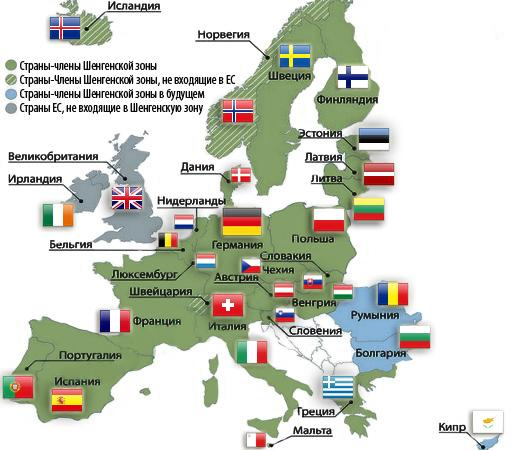 Исландия
Норвегия
Страны-члены Шенгенской зоны
Страны-Члены Шенгенской зоны, не входящие в ЕС
Страны-члены Шенгенской зоны в будущем
Страны ЕС, не входящие в Шенгенскую зону
Швеция
Финляндия
Эстония
Великобритания
Латвия
Дания
Ирландия
Литва
Нидерланды
Бельгия
Германия
Польша
Словакия
Люксембург
Чехия
Австрия
Швейцария
Венгрия
Румыния
Франция
Италия
Словения
Португалия
Болгария
Испания
Греция
Мальта
Кипр